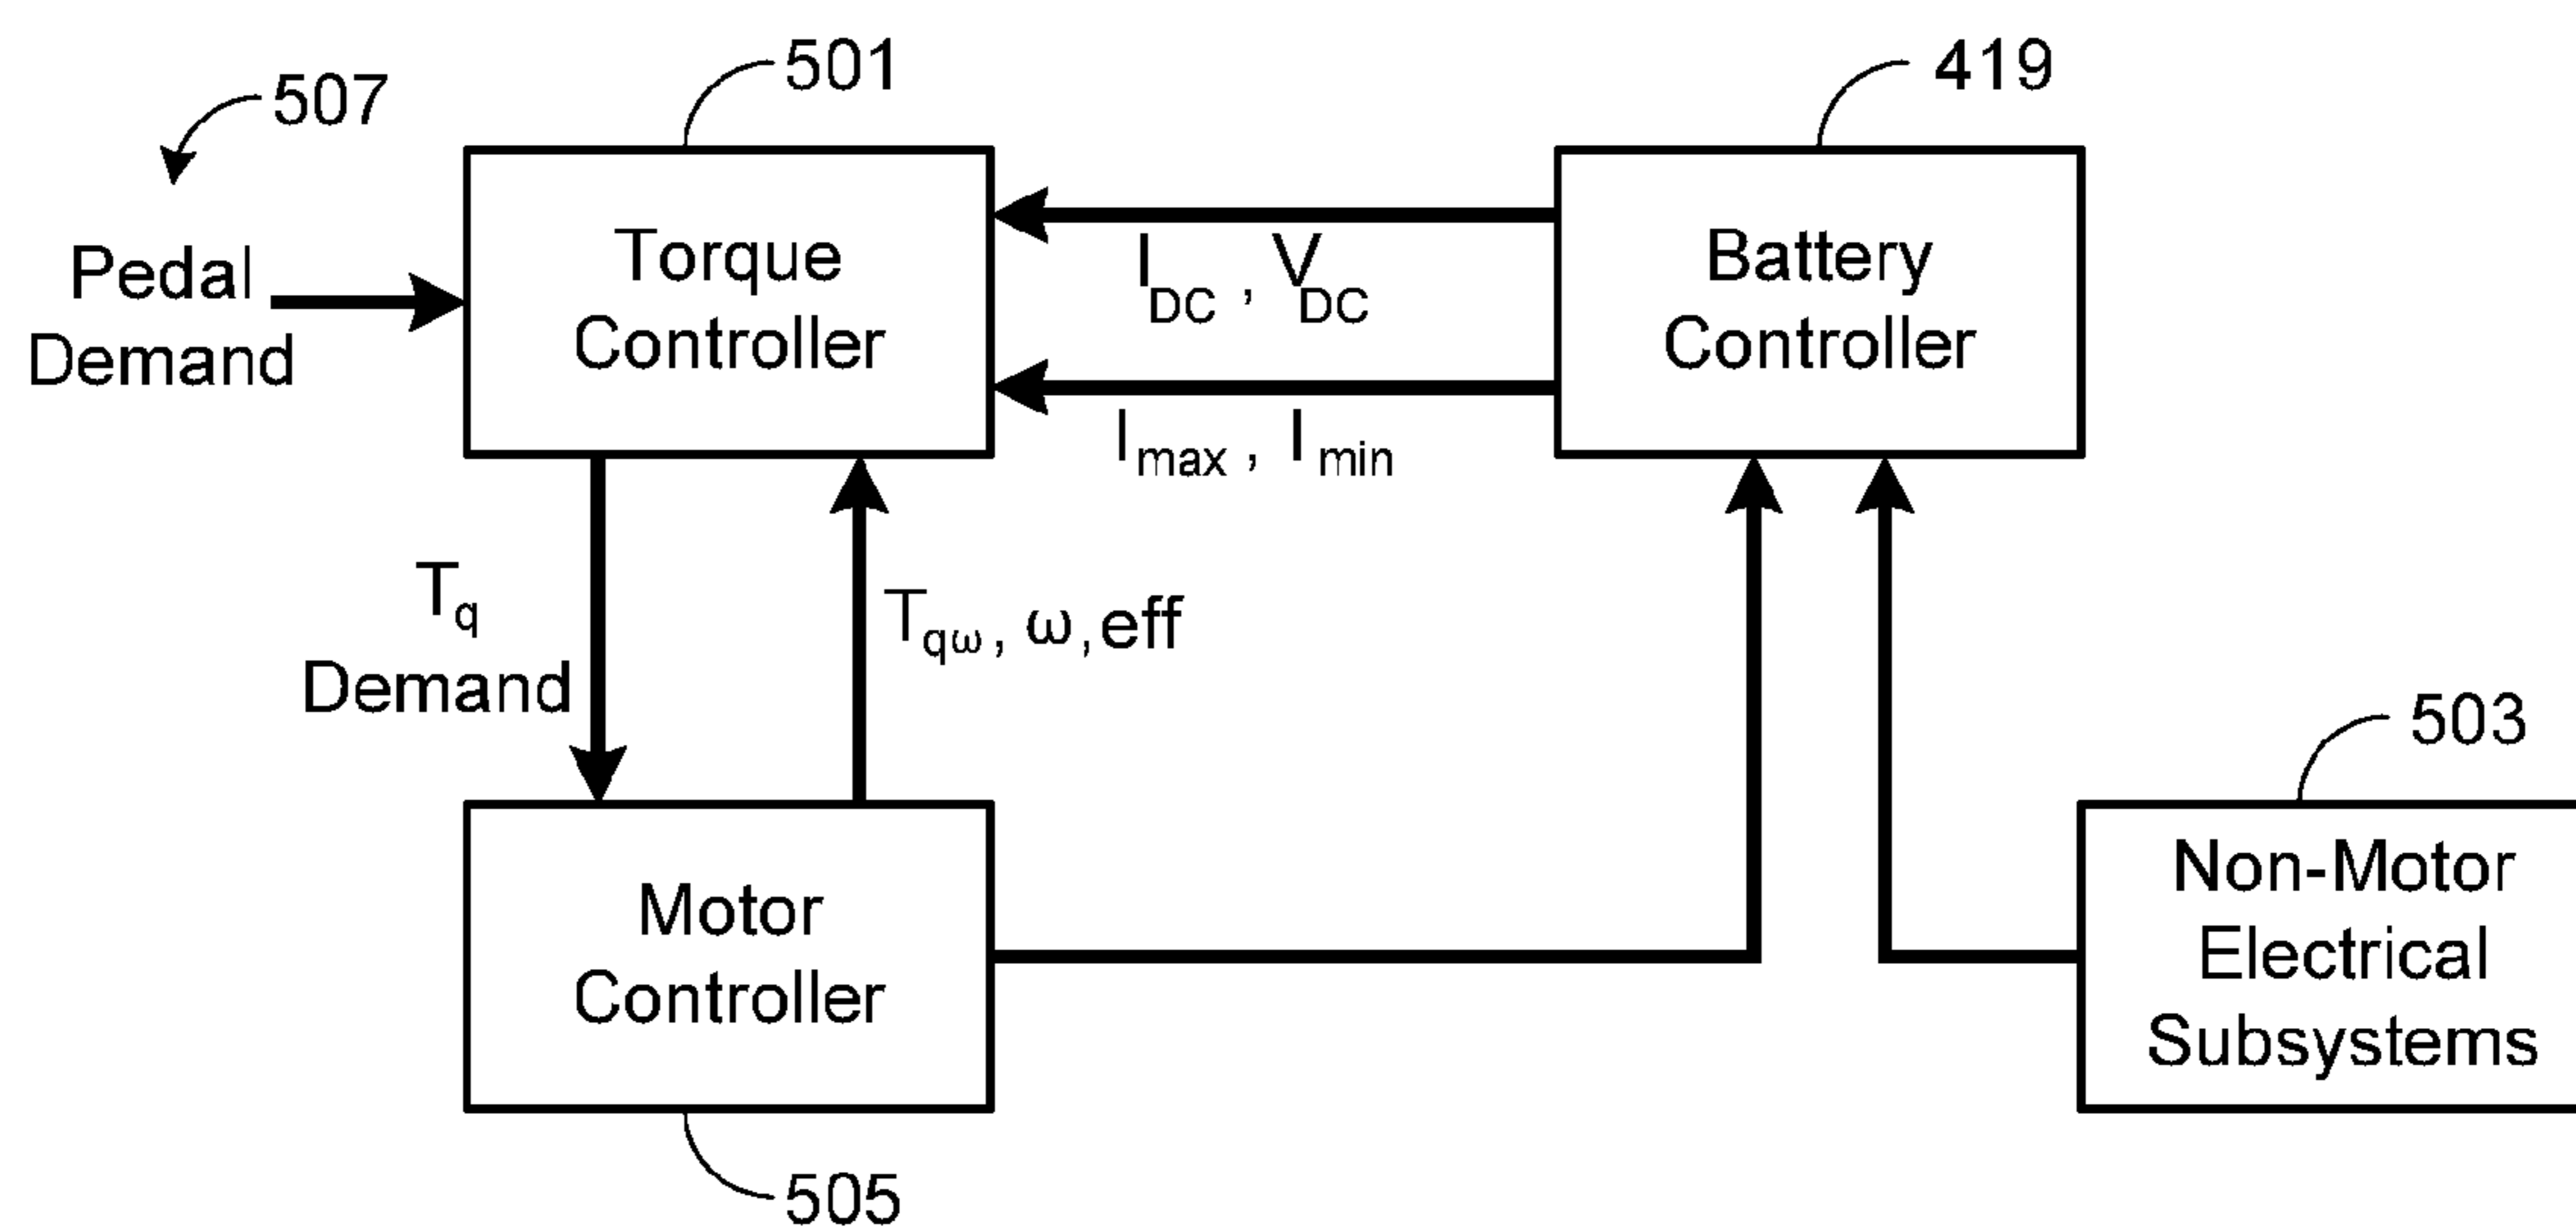 507
501
419
Pedal
Demand
Torque
Controller
I_DC , V_DC
I_max , I_min
Battery
Controller
T_q
Demand
T_qω, ω, eff
503
Motor
Controller
Non-Motor
Electrical
Subsystems
505